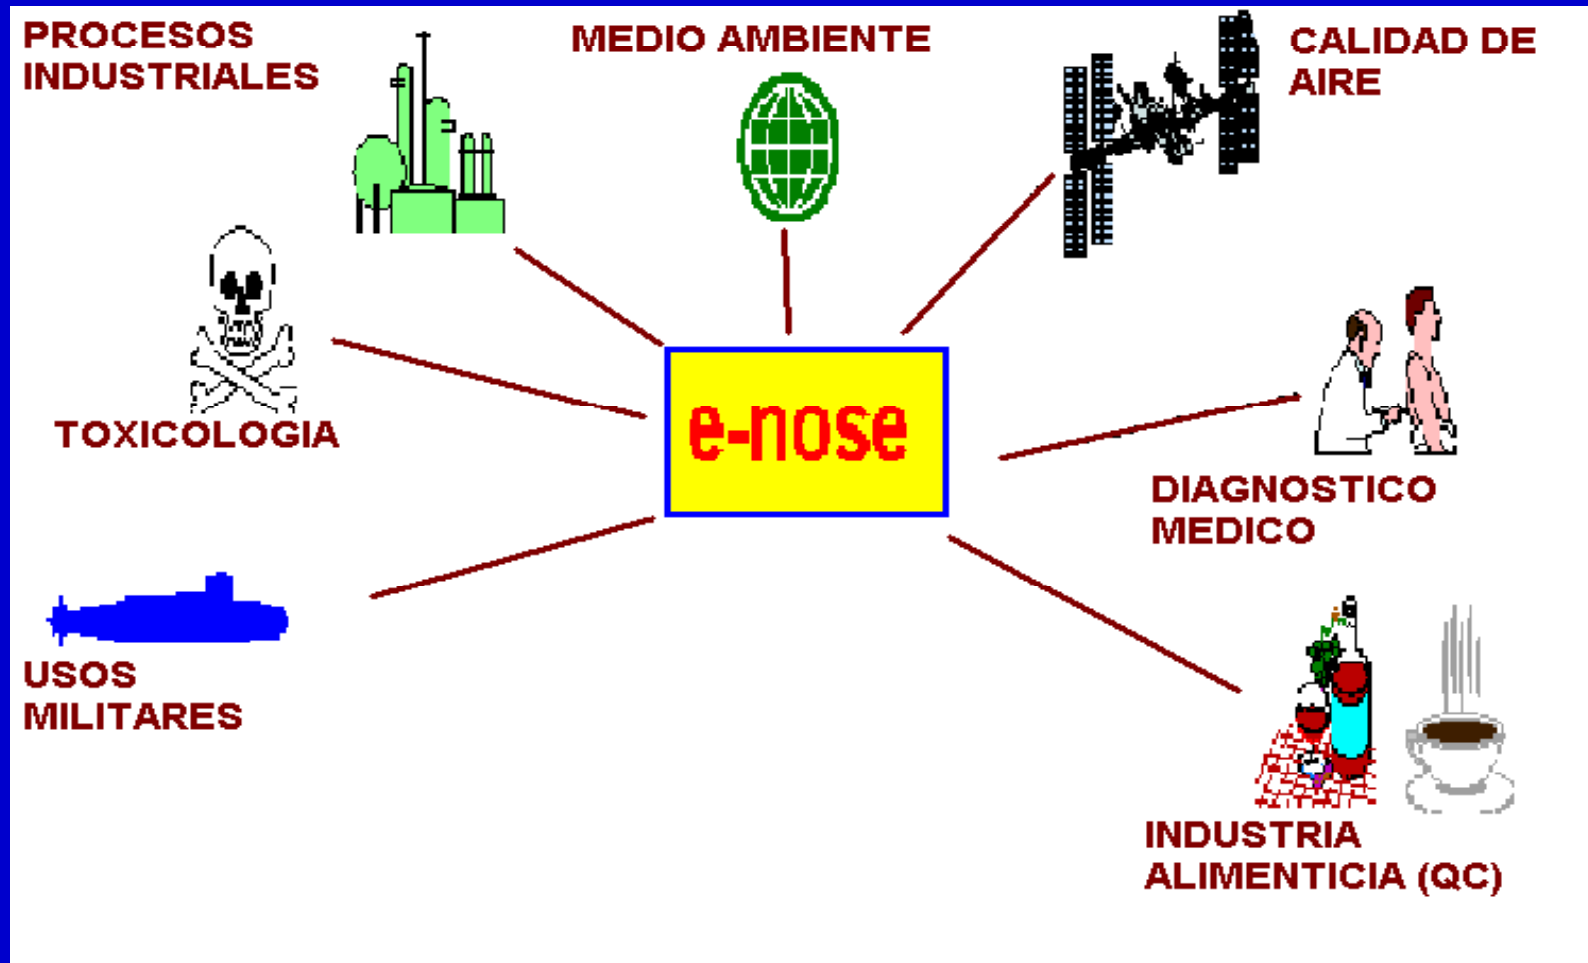 PROCESOS
INDUSTRIALES
MEDIO AMBIENTE
CALIDAD DE
AIRE
TOXICOLOGIA
e-nose
DIAGNOSTICO
MEDICO
USOS
MILITARES
INDUSTRIA
ALIMENTICIA (QC)